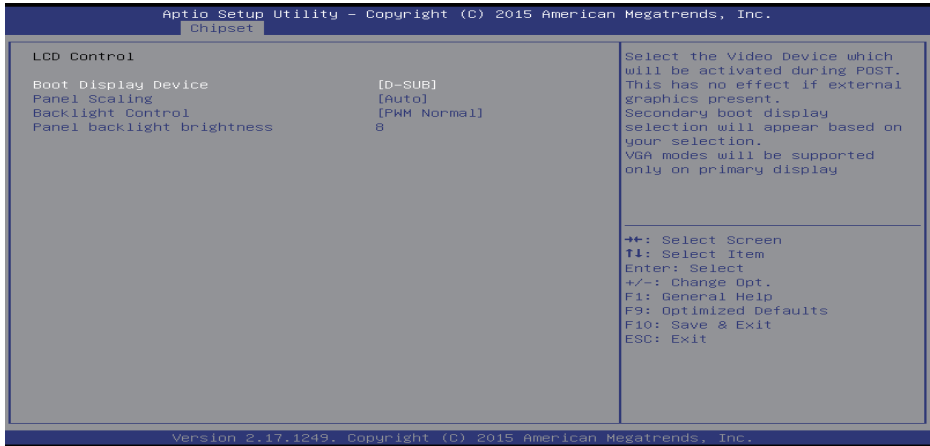 Aptio Setup Utility – Copyright (C) 2015 American Megatrends, Inc.
Chipset
LCD Control
Boot Display Device [D-SUB]
Panel Scaling [Auto]
Backlight Control [PWM Normal]
Panel backlight brightness 8
Select the Video Device which
will be activated during POST.
This has no effect if external
graphics present.
Secondary boot display
selection will appear based on
your selection.
VGA modes will be supported
only on primary display
→←: Select Screen
↑↓: Select Item
Enter: Select
+/-: Change Opt.
F1: General Help
F9: Optimized Defaults
F10: Save & Exit
ESC: Exit
Version 2.17.1249. Copyright (C) 2015 American Megatrends, Inc.